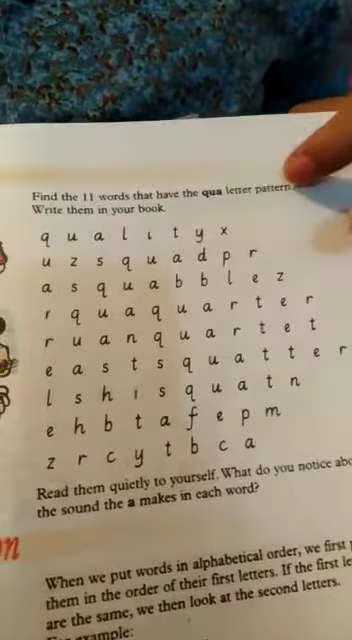 Find the 11 words that have the qua letter pattern.
Write them in your book.
q u a l i t y x
u z s q u a d p r
a s q u a b b l e z
r q u a q u a r t e r
r u a n q u a r t e t
e a s t s q u a t t e r
l s h i s q u a t n
e h b t a f e p m
z r c y t b c a
Read them quietly to yourself. What do you notice
the sound the a makes in each word?
on
When we put words in alphabetical order, we first
them in the order of their first letters. If the first
are the same, we then look at the second letters.
example: